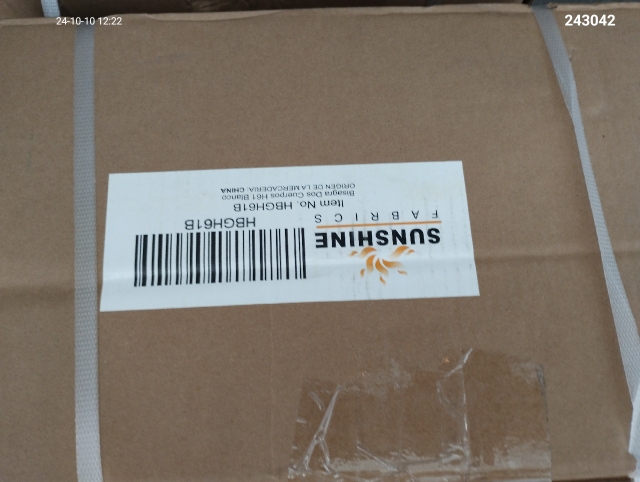 24-10-10 12:22
243042
SUNSHINE
FABRICS
HBGH61B
Item No. HBGH61B
Bisagra Dos Cuerpos H61 Blanco
ORIGEN DE LA MERCADERIA: CHINA